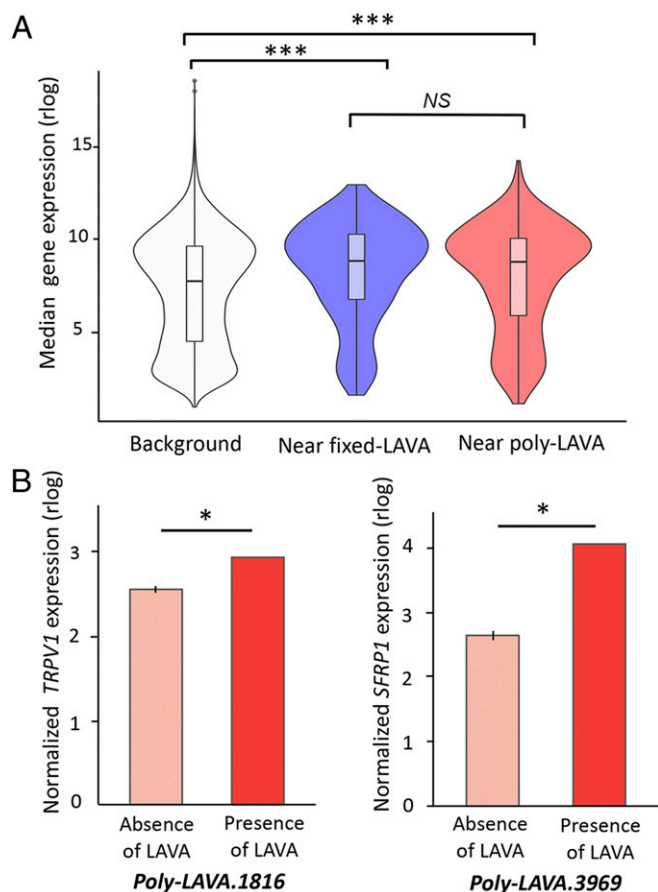 A
***
***
NS
Median gene expression (rlog)
15
10
5
Background
Near fixed-LAVA
Near poly-LAVA
B
Normalized TRPV1 expression (rlog)
3
2
1
0
*
Absence
of LAVA
Presence
of LAVA
Poly-LAVA.1816
Normalized SFRP1 expression (rlog)
4
3
2
1
0
*
Absence
of LAVA
Presence
of LAVA
Poly-LAVA.3969